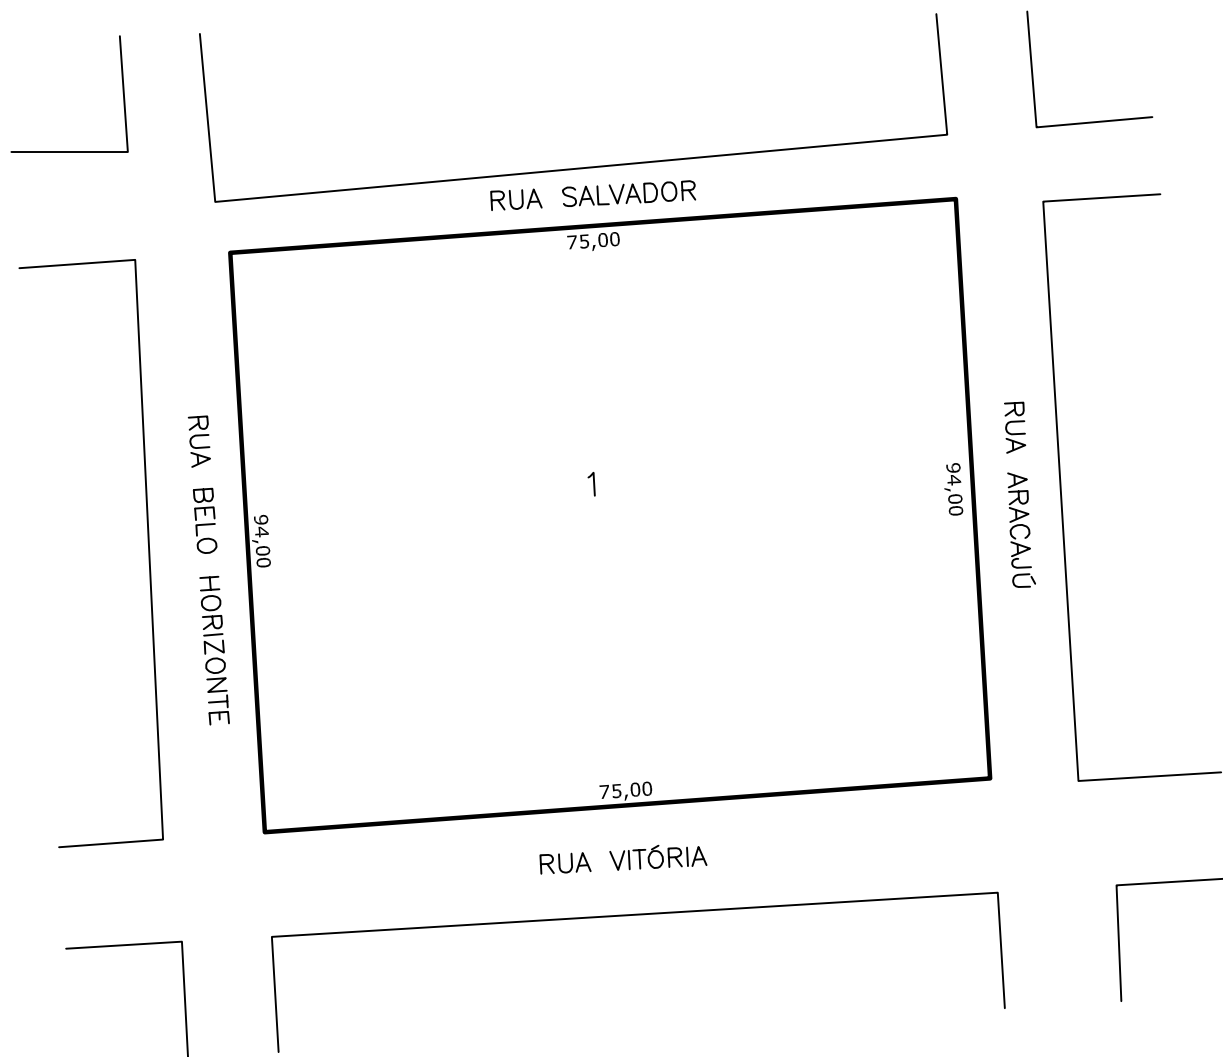 RUA SALVADOR
75,00
RUA BELO HORIZONTE
94,00
1
94,00
RUA ARACAJÚ
75,00
RUA VITÓRIA